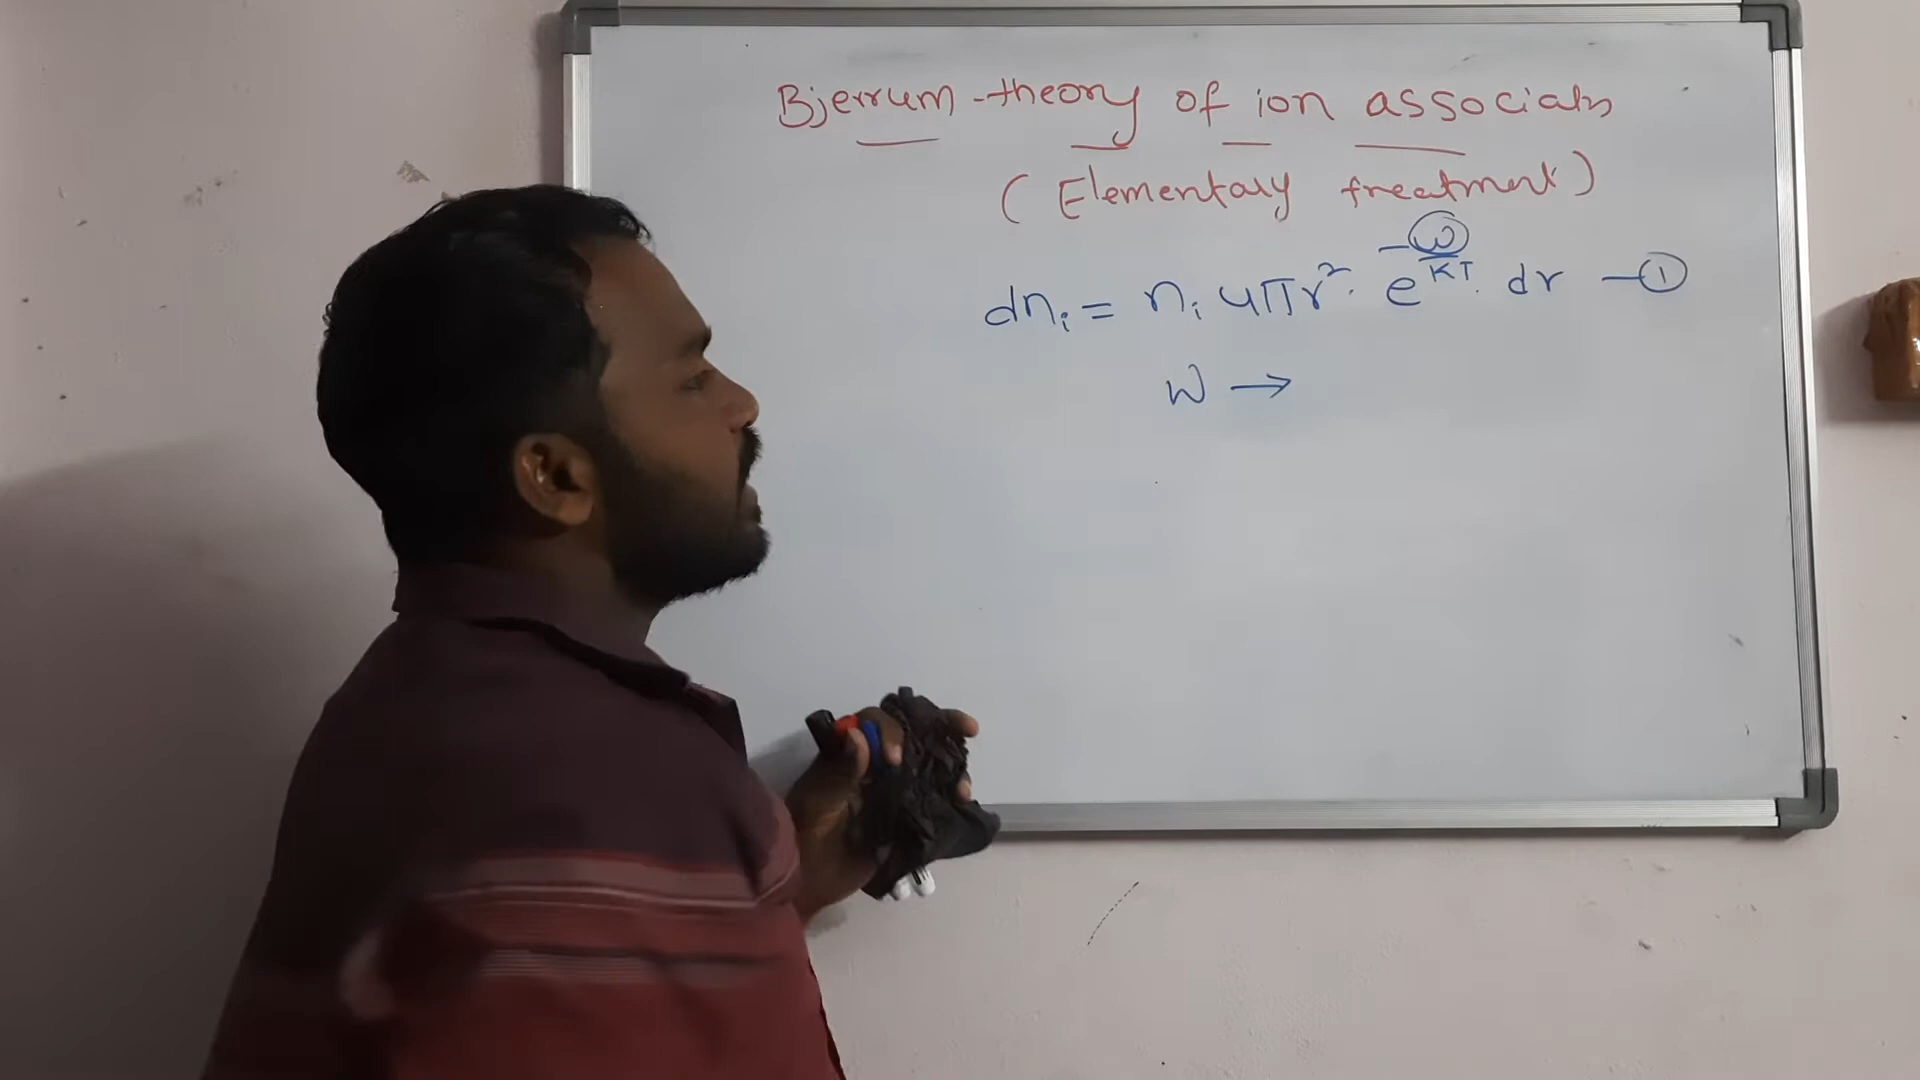 Bjerrum-theory of ion associatn
(Elementary treatment)
dnᵢ = nᵢ 4πr². e^(-ω/KT). dr —①
W →